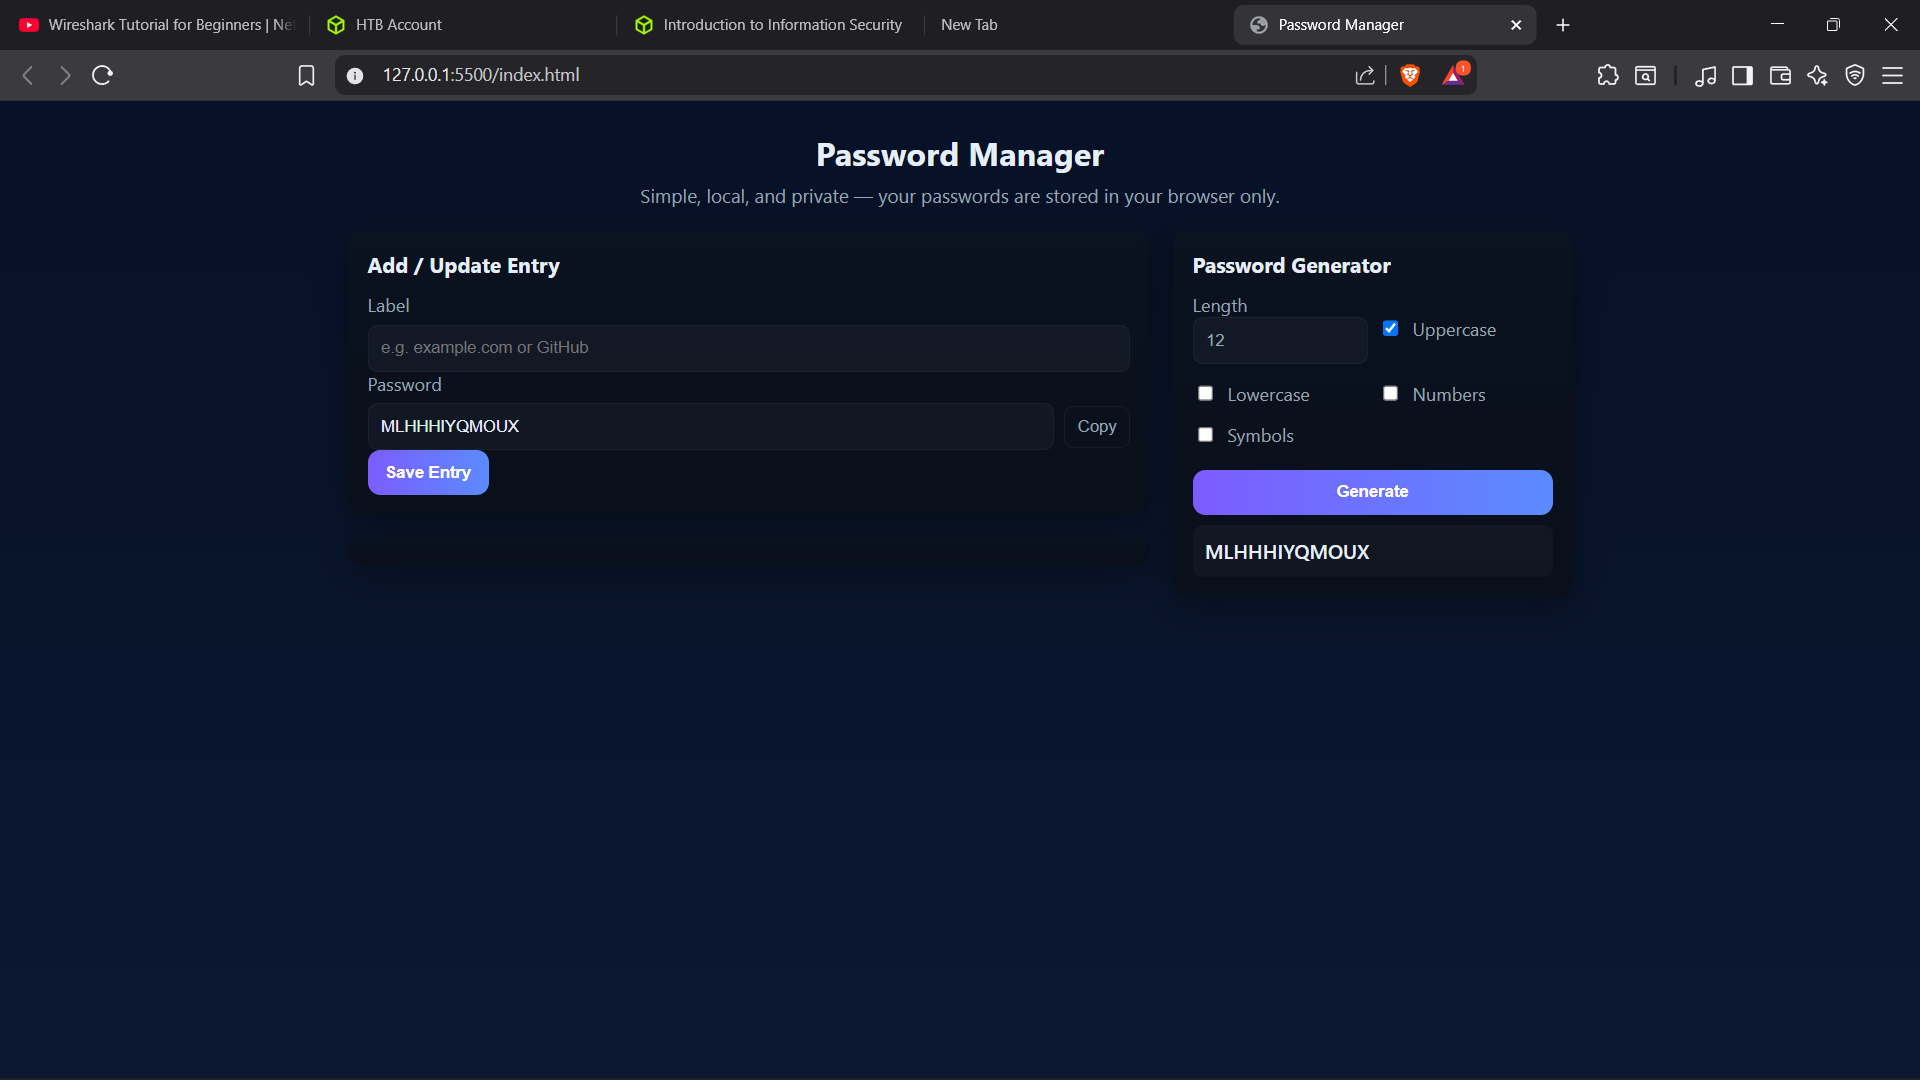 Wireshark Tutorial for Beginners | Ne
HTB Account
Introduction to Information Security
New Tab
Password Manager
127.0.0.1:5500/index.html
1
Password Manager
Simple, local, and private — your passwords are stored in your browser only.
Add / Update Entry
Label
e.g. example.com or GitHub
Password
MLHHHIYQMOUX
Copy
Save Entry
Password Generator
Length
12
Uppercase
Lowercase
Numbers
Symbols
Generate
MLHHHIYQMOUX